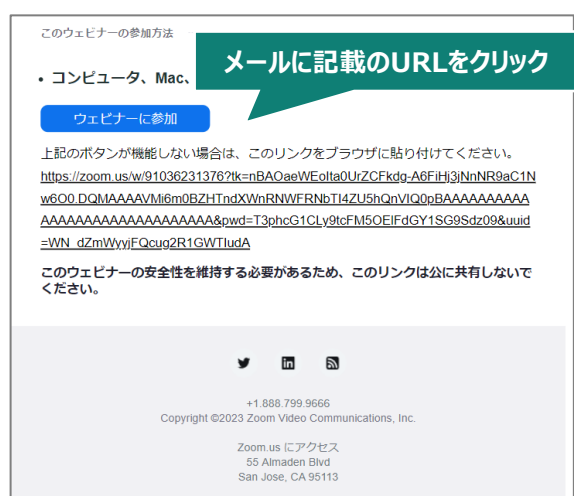 このウェビナーの参加方法
メールに記載のURLをクリック
• コンピュータ、Mac、
ウェビナーに参加
上記のボタンが機能しない場合は、このリンクをブラウザに貼り付けてください。
https://zoom.us/w/91036231376?tk=nBAOaeWEolta0UrZCFkdg-A6FiHj3jNnNR9aC1N
w6O0.DQMAAAAVMi6m0BZHTndXWnRNWFRNbTI4ZU5hQnVIQ0pBAAAAAAAAAA
AAAAAAAAAAAAAAAAAAAA&pwd=T3phcG1CLy9tcFM5OElFdGY1SG9Sdz09&uuid
=WN_dZmWyyjFQcug2R1GWTIudA
このウェビナーの安全性を維持する必要があるため、このリンクは公に共有しないで
ください。
+1.888.799.9666
Copyright ©2023 Zoom Video Communications, Inc.
Zoom.us にアクセス
55 Almaden Blvd
San Jose, CA 95113